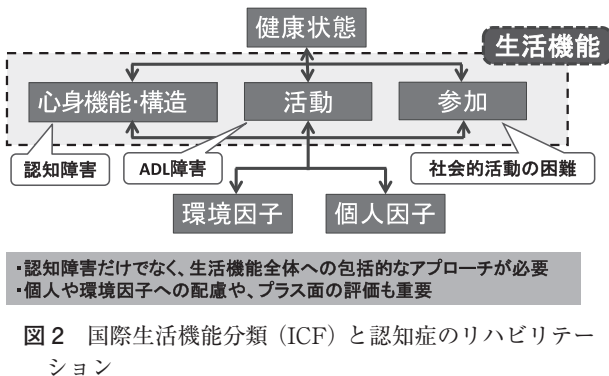 健康状態
生活機能
心身機能・構造
活動
参加
認知障害
ADL障害
社会的活動の困難
環境因子
個人因子
・認知障害だけでなく、生活機能全体への包括的なアプローチが必要
・個人や環境因子への配慮や、プラス面の評価も重要
図2 国際生活機能分類（ICF）と認知症のリハビリテー
ション